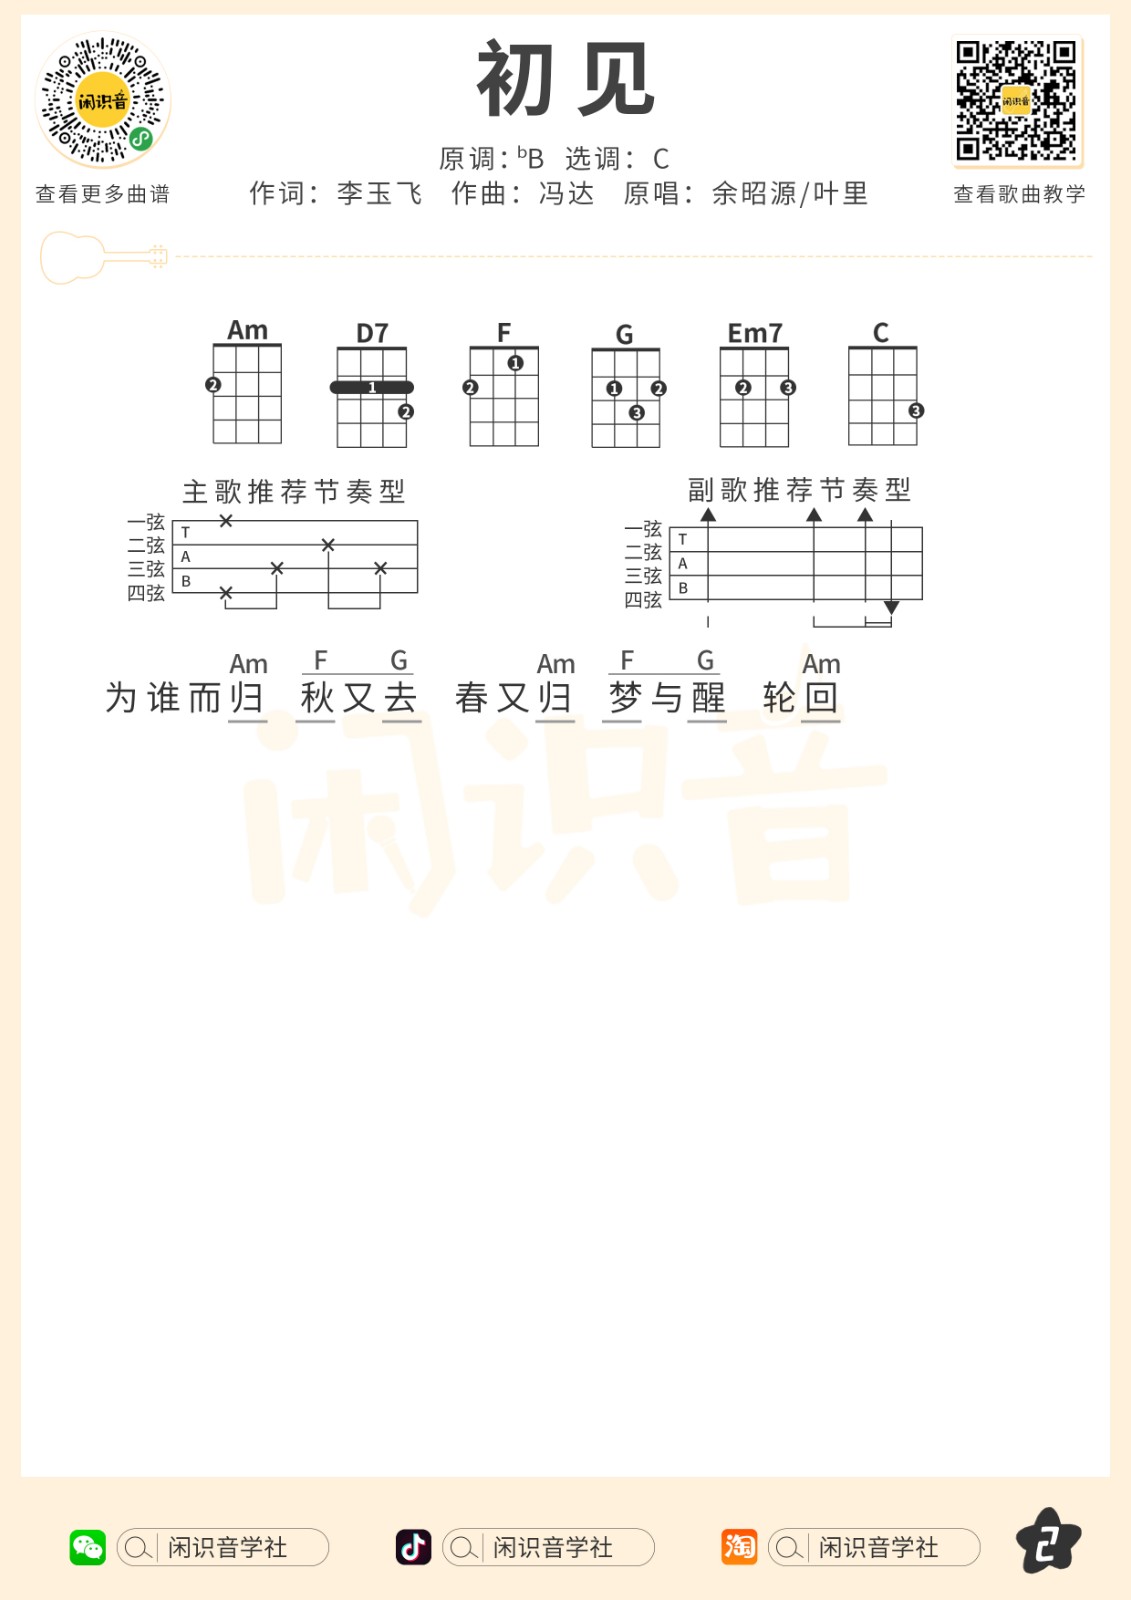 闲识音
闲识音
初见
原调：ᵇB 选调：C
查看更多曲谱
作词：李玉飞 作曲：冯达 原唱：余昭源/叶里
查看歌曲教学
Am D7 F G Em7 C
2 1 2 2 1 1 2 3 2 3 3
主歌推荐节奏型
副歌推荐节奏型
一弦 T
二弦 A
三弦 B
四弦
一弦 T
二弦 A
三弦 B
四弦
Am F G Am F G Am
为谁而归 秋又去 春又归 梦与醒 轮回
闲识音
闲识音学社
闲识音学社
淘 闲识音学社
2